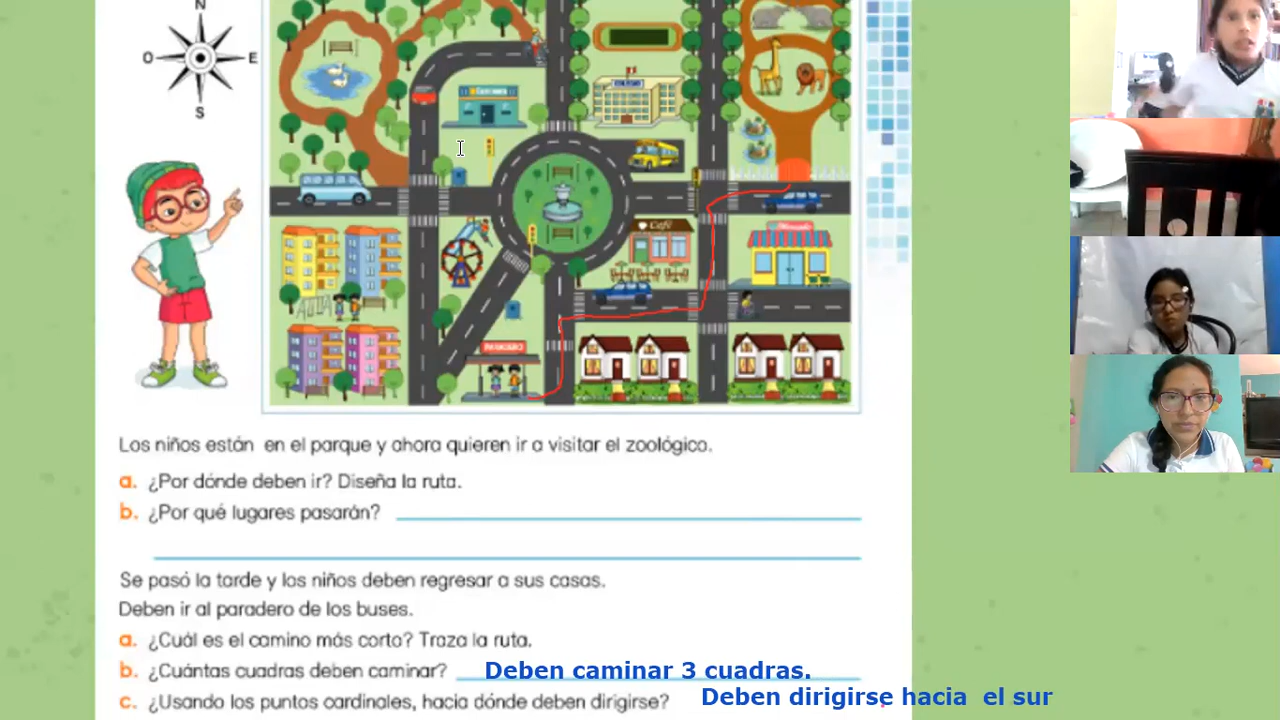 N
O E
S
Café
PARADERO
Los niños están en el parque y ahora quieren ir a visitar el zoológico.
a. ¿Por dónde deben ir? Diseña la ruta.
b. ¿Por qué lugares pasarán?
Se pasó la tarde y los niños deben regresar a sus casas.
Deben ir al paradero de los buses.
a. ¿Cuál es el camino más corto? Traza la ruta.
b. ¿Cuántas cuadras deben caminar? Deben caminar 3 cuadras.
c. ¿Usando los puntos cardinales, hacia dónde deben dirigirse? Deben dirigirse hacia el sur